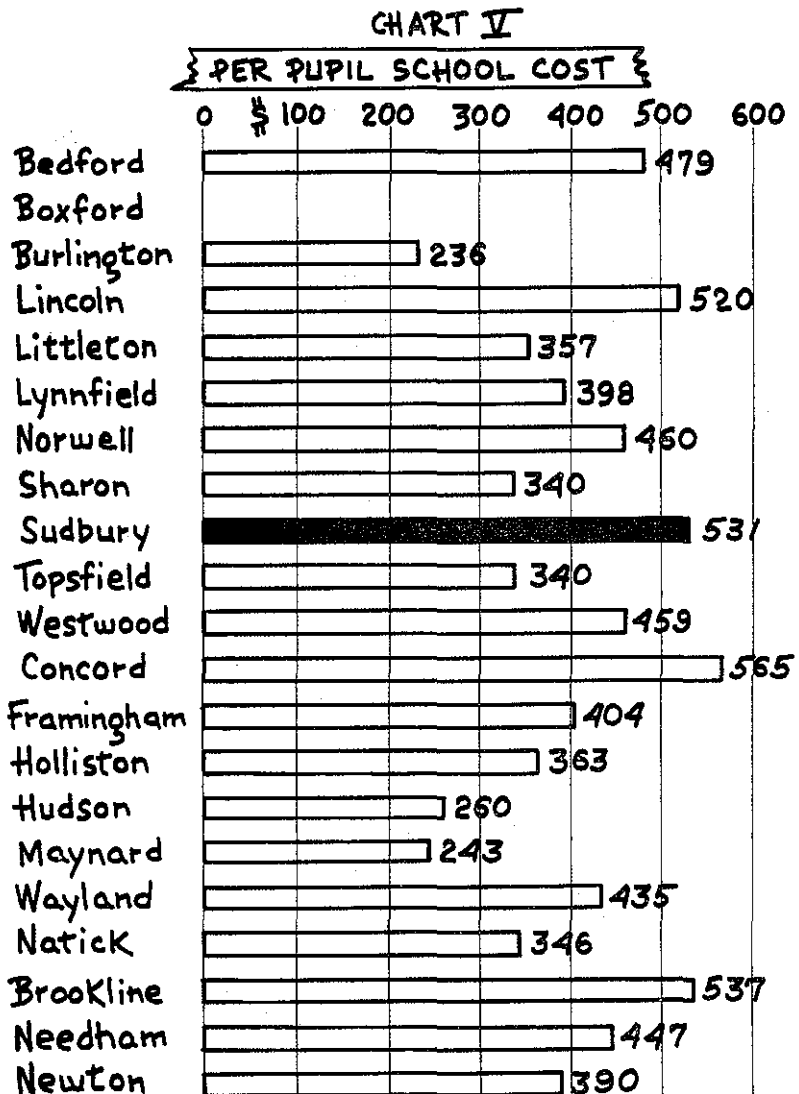 CHART V
PER PUPIL SCHOOL COST
0 $ 100 200 300 400 500 600
Bedford 479
Boxford
Burlington 236
Lincoln 520
Littleton 357
Lynnfield 398
Norwell 460
Sharon 340
Sudbury 531
Topsfield 340
Westwood 459
Concord 565
Framingham 404
Holliston 363
Hudson 260
Maynard 243
Wayland 435
Natick 346
Brookline 537
Needham 447
Newton 390